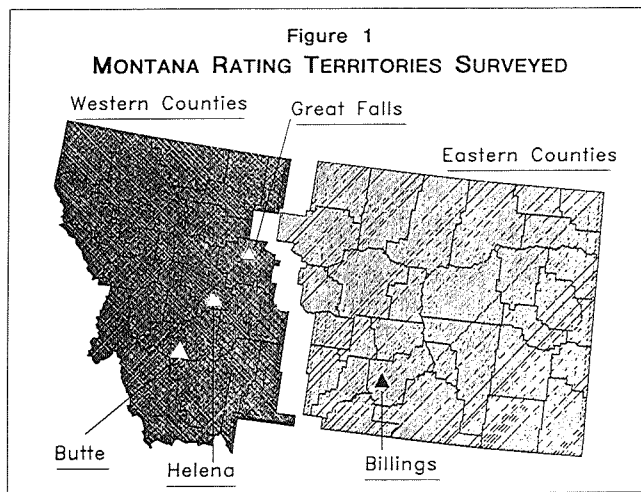 Figure 1
MONTANA RATING TERRITORIES SURVEYED
Western Counties
Great Falls
Eastern Counties
Butte
Helena
Billings